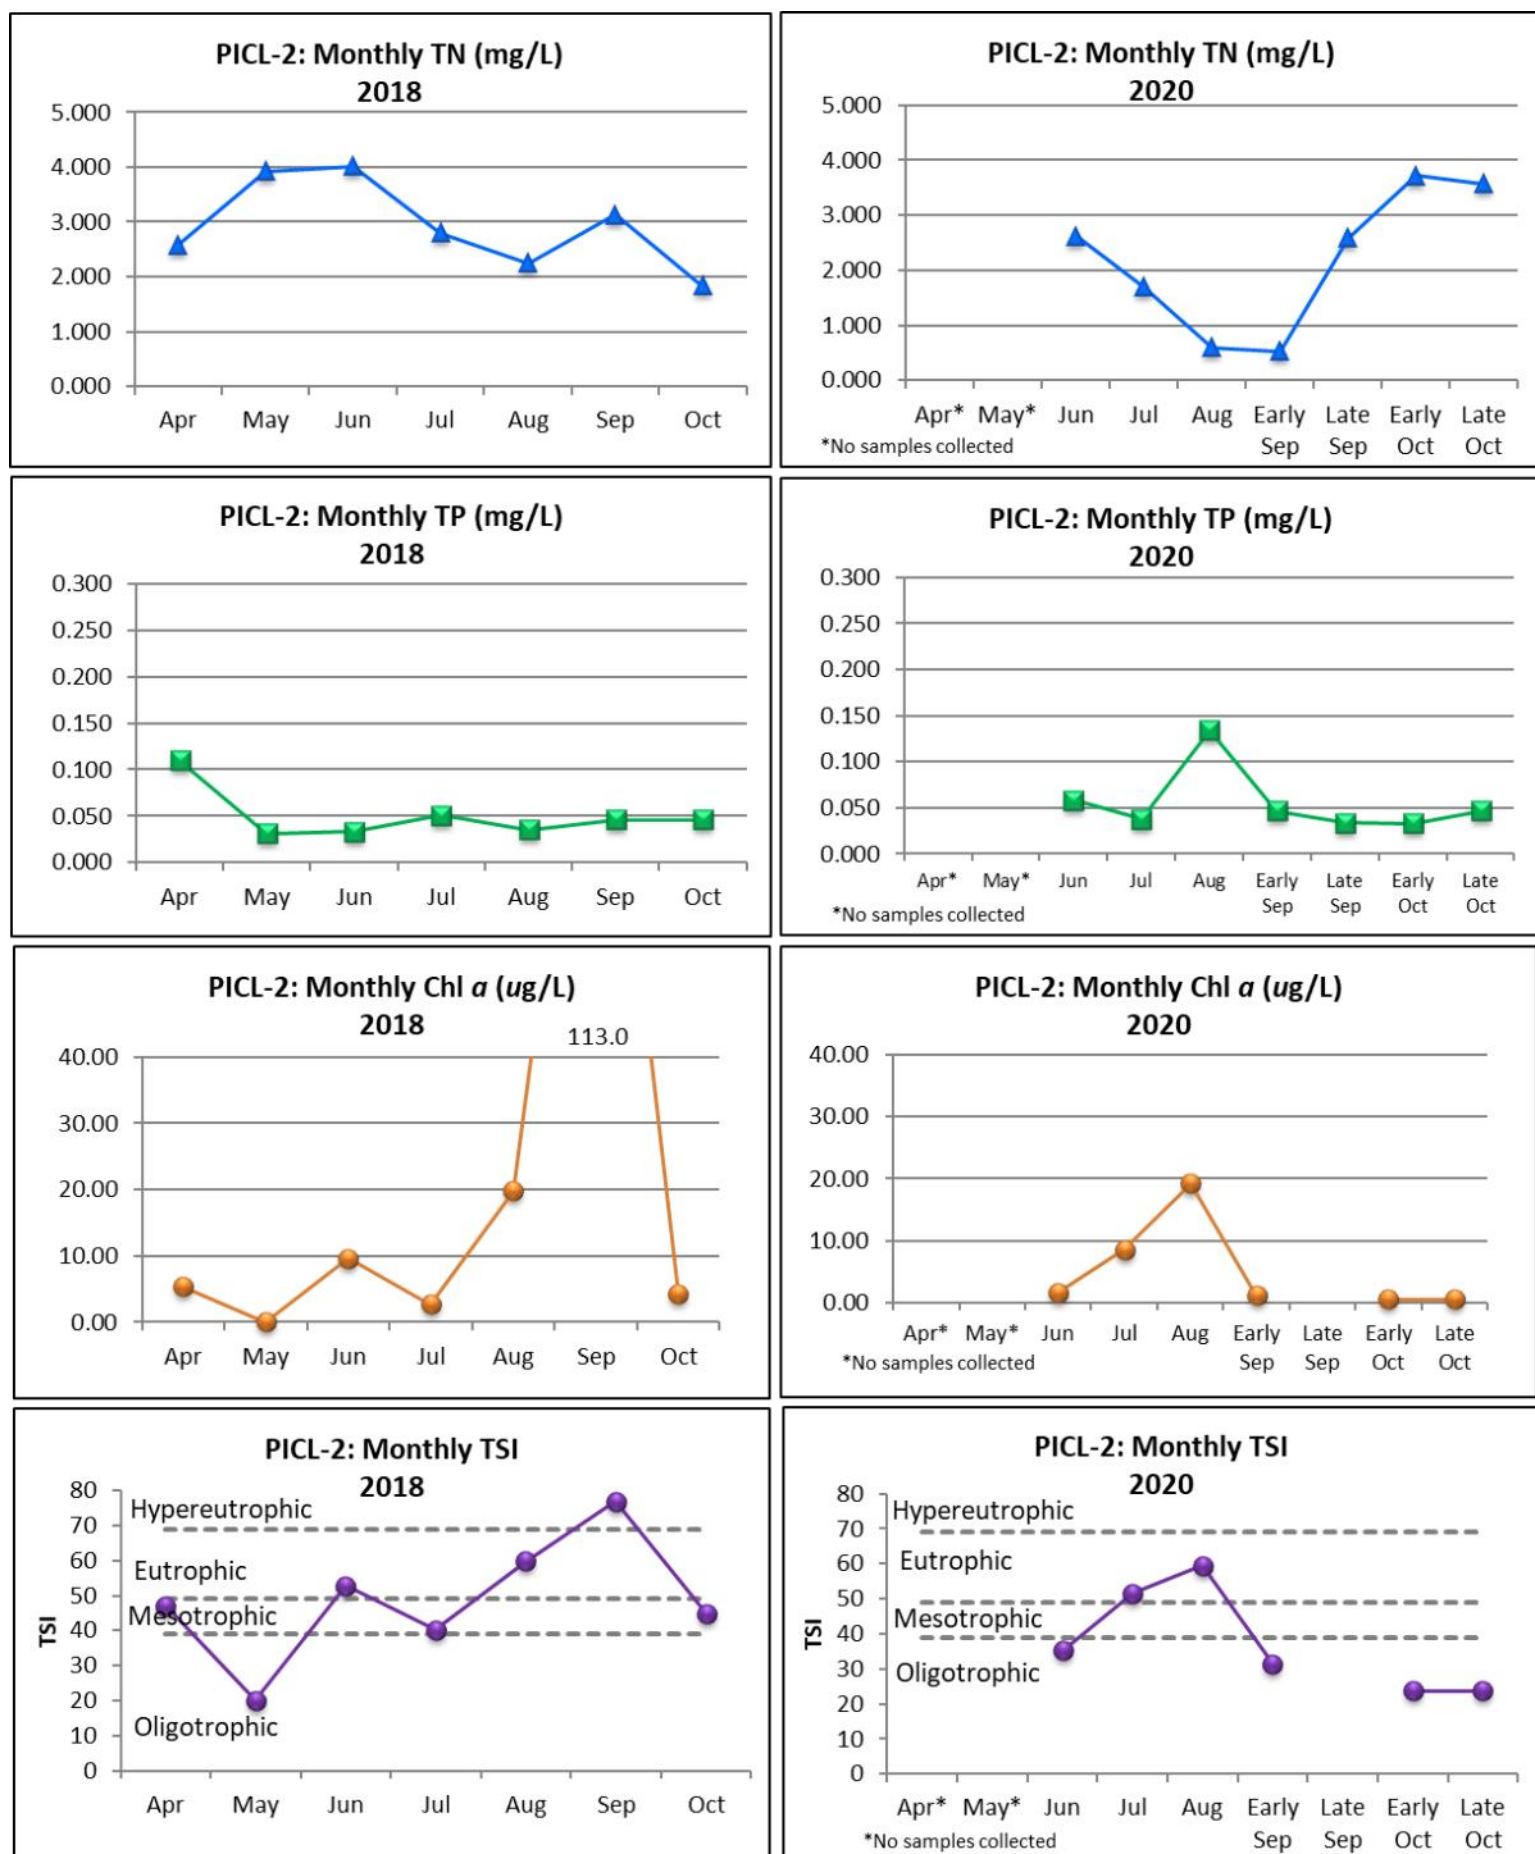 PICL-2: Monthly TN (mg/L)
2018
5.000
4.000
3.000
2.000
1.000
0.000
Apr May Jun Jul Aug Sep Oct
PICL-2: Monthly TN (mg/L)
2020
5.000
4.000
3.000
2.000
1.000
0.000
Apr* May* Jun Jul Aug Early Late Early Late
Sep Sep Oct Oct
*No samples collected
PICL-2: Monthly TP (mg/L)
2018
0.300
0.250
0.200
0.150
0.100
0.050
0.000
Apr May Jun Jul Aug Sep Oct
PICL-2: Monthly TP (mg/L)
2020
0.300
0.250
0.200
0.150
0.100
0.050
0.000
Apr* May* Jun Jul Aug Early Late Early Late
Sep Sep Oct Oct
*No samples collected
PICL-2: Monthly Chl a (ug/L)
2018
113.0
40.00
30.00
20.00
10.00
0.00
Apr May Jun Jul Aug Sep Oct
PICL-2: Monthly Chl a (ug/L)
2020
40.00
30.00
20.00
10.00
0.00
Apr* May* Jun Jul Aug Early Late Early Late
Sep Sep Oct Oct
*No samples collected
PICL-2: Monthly TSI
2018
80
70
60
50
40
30
20
10
0
TSI
Hypereutrophic
Eutrophic
Mesotrophic
Oligotrophic
Apr May Jun Jul Aug Sep Oct
PICL-2: Monthly TSI
2020
80
70
60
50
40
30
20
10
0
TSI
Hypereutrophic
Eutrophic
Mesotrophic
Oligotrophic
Apr* May* Jun Jul Aug Early Late Early Late
Sep Sep Oct Oct
*No samples collected